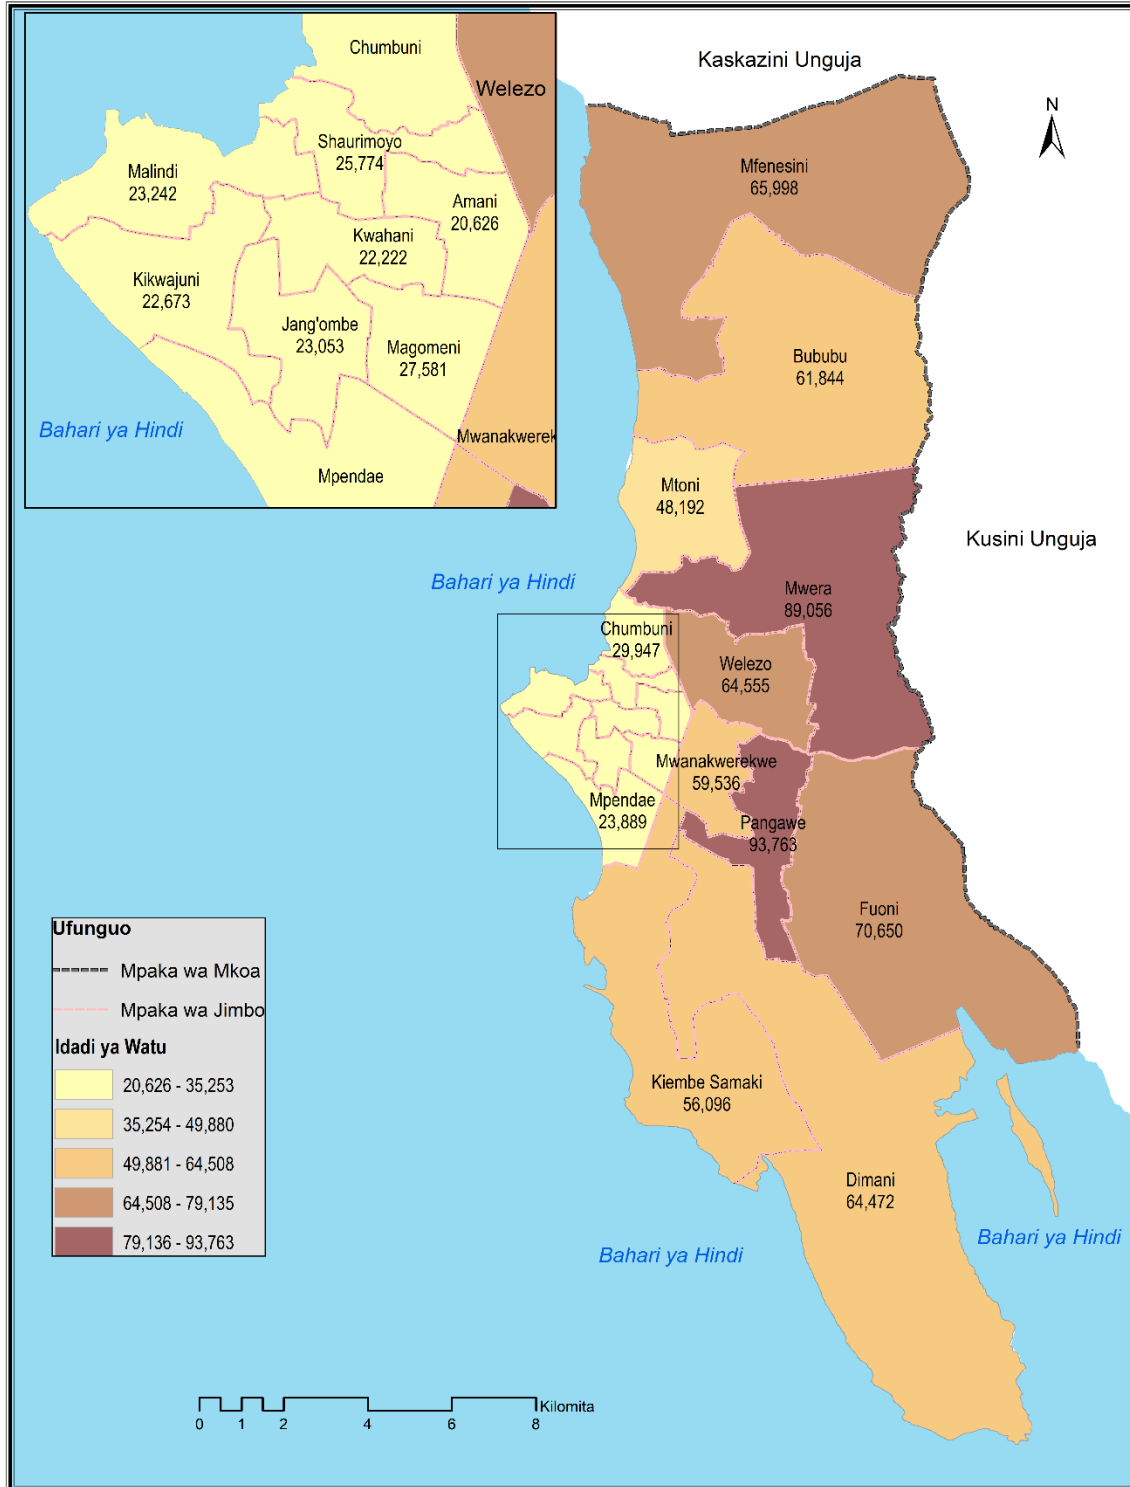 Chumbuni
Welezo
Shaurimoyo
25,774
Malindi
23,242
Amani
20,626
Kwahani
22,222
Kikwajuni
22,673
Jang'ombe
23,053
Magomeni
27,581
Bahari ya Hindi
Mwanakwerek
Mpendae
Kaskazini Unguja
N
Mfenesini
65,998
Bububu
61,844
Mtoni
48,192
Kusini Unguja
Bahari ya Hindi
Mwera
89,056
Chumbuni
29,947
Welezo
64,555
Mwanakwerekwe
59,536
Mpendae
23,889
Pangawe
93,763
Fuoni
70,650
Kiembe Samaki
56,096
Dimani
64,472
Bahari ya Hindi
Bahari ya Hindi
Ufunguo
Mpaka wa Mkoa
Mpaka wa Jimbo
Idadi ya Watu
20,626 - 35,253
35,254 - 49,880
49,881 - 64,508
64,508 - 79,135
79,136 - 93,763
Kilomita
0 1 2 4 6 8